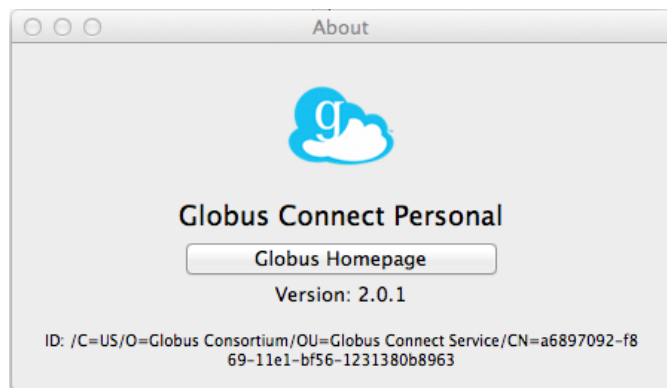 About
g
Globus Connect Personal
Globus Homepage
Version: 2.0.1
ID: /C=US/O=Globus Consortium/OU=Globus Connect Service/CN=a6897092-f8
69-11e1-bf56-1231380b8963